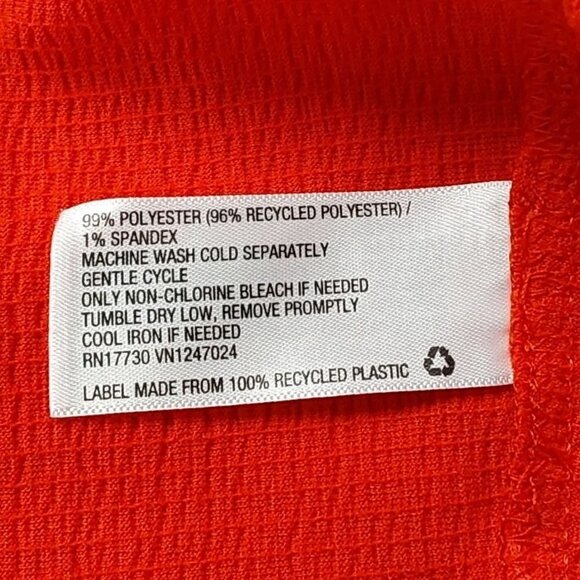 99% POLYESTER (96% RECYCLED POLYESTER) /
1% SPANDEX
MACHINE WASH COLD SEPARATELY
GENTLE CYCLE
ONLY NON-CHLORINE BLEACH IF NEEDED
TUMBLE DRY LOW, REMOVE PROMPTLY
COOL IRON IF NEEDED
RN17730 VN1247024
LABEL MADE FROM 100% RECYCLED PLASTIC